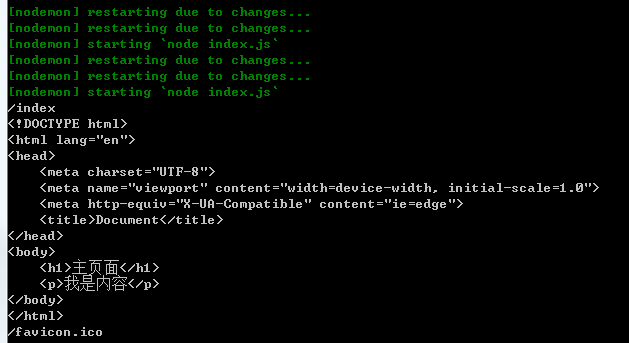 [nodemon] restarting due to changes...
[nodemon] restarting due to changes...
[nodemon] starting `node index.js`
[nodemon] restarting due to changes...
[nodemon] restarting due to changes...
[nodemon] starting `node index.js`
/index
<!DOCTYPE html>
<html lang="en">
<head>
    <meta charset="UTF-8">
    <meta name="viewport" content="width=device-width, initial-scale=1.0">
    <meta http-equiv="X-UA-Compatible" content="ie=edge">
    <title>Document</title>
</head>
<body>
    <h1>主页面</h1>
    <p>我是内容</p>
</body>
</html>
/favicon.ico